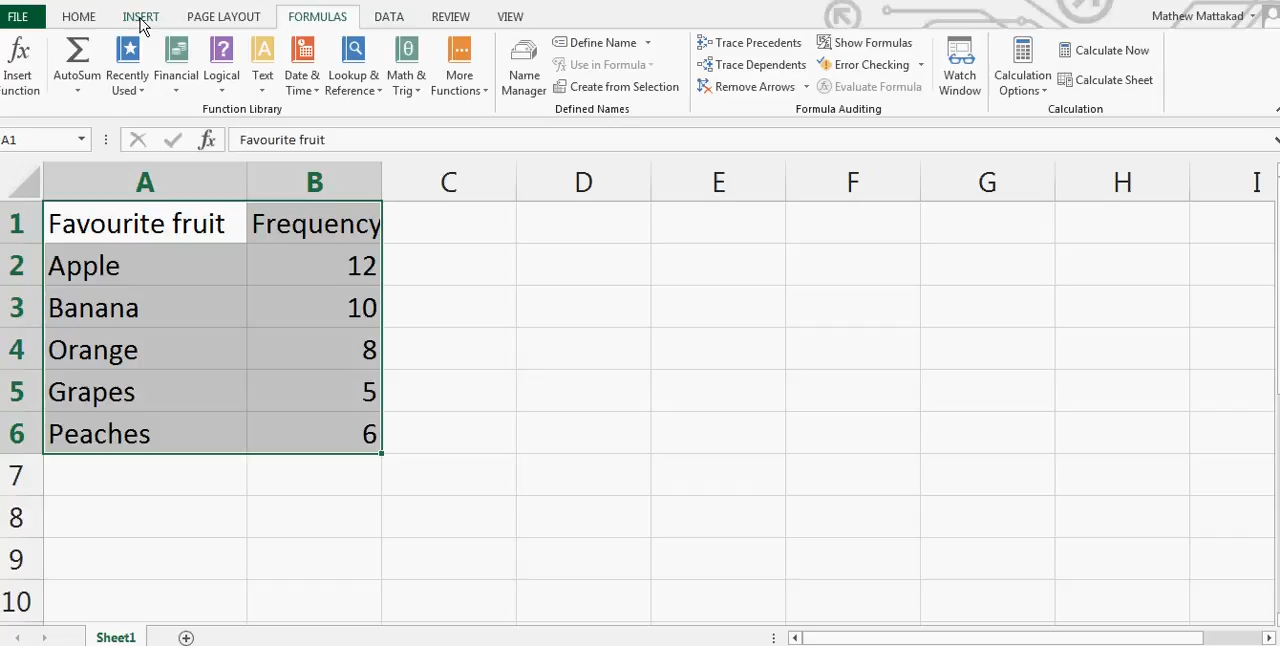 FILE HOME INSERT PAGE LAYOUT FORMULAS DATA REVIEW VIEW Mathew Mattakad
fx Insert Function
Σ AutoSum
Recently Used
Financial
Logical
Text
Date & Time
Lookup & Reference
Math & Trig
More Functions
Function Library
Name Manager
Define Name
Use in Formula
Create from Selection
Defined Names
Trace Precedents
Trace Dependents
Remove Arrows
Show Formulas
Error Checking
Evaluate Formula
Formula Auditing
Watch Window
Calculation Options
Calculate Now
Calculate Sheet
Calculation
A1 fx Favourite fruit
A B C D E F G H I
1 Favourite fruit Frequency
2 Apple 12
3 Banana 10
4 Orange 8
5 Grapes 5
6 Peaches 6
7
8
9
10
Sheet1